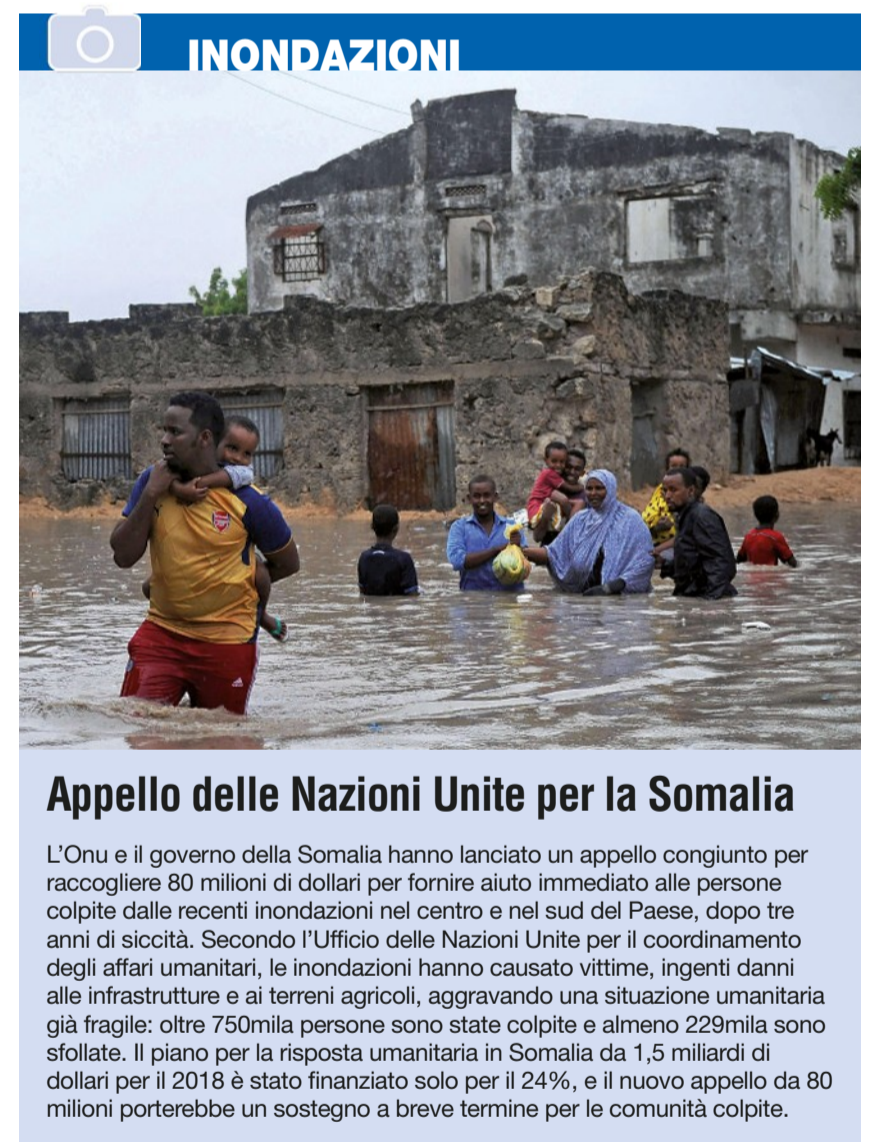 INONDAZIONI
Appello delle Nazioni Unite per la Somalia
L'Onu e il governo della Somalia hanno lanciato un appello congiunto per
raccogliere 80 milioni di dollari per fornire aiuto immediato alle persone
colpite dalle recenti inondazioni nel centro e nel sud del Paese, dopo tre
anni di siccità. Secondo l'Ufficio delle Nazioni Unite per il coordinamento
degli affari umanitari, le inondazioni hanno causato vittime, ingenti danni
alle infrastrutture e ai terreni agricoli, aggravando una situazione umanitaria
già fragile: oltre 750mila persone sono state colpite e almeno 229mila sono
sfollate. Il piano per la risposta umanitaria in Somalia da 1,5 miliardi di
dollari per il 2018 è stato finanziato solo per il 24%, e il nuovo appello da 80
milioni porterebbe un sostegno a breve termine per le comunità colpite.